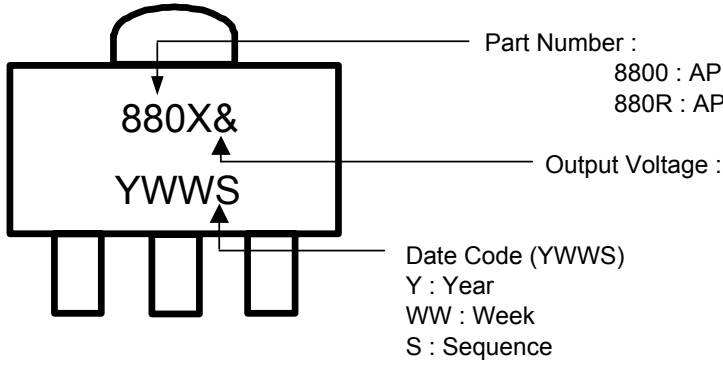 880X&
YWWS
Part Number :
8800 : AP
880R : AP
Output Voltage :
Date Code (YWWS)
Y : Year
WW : Week
S : Sequence